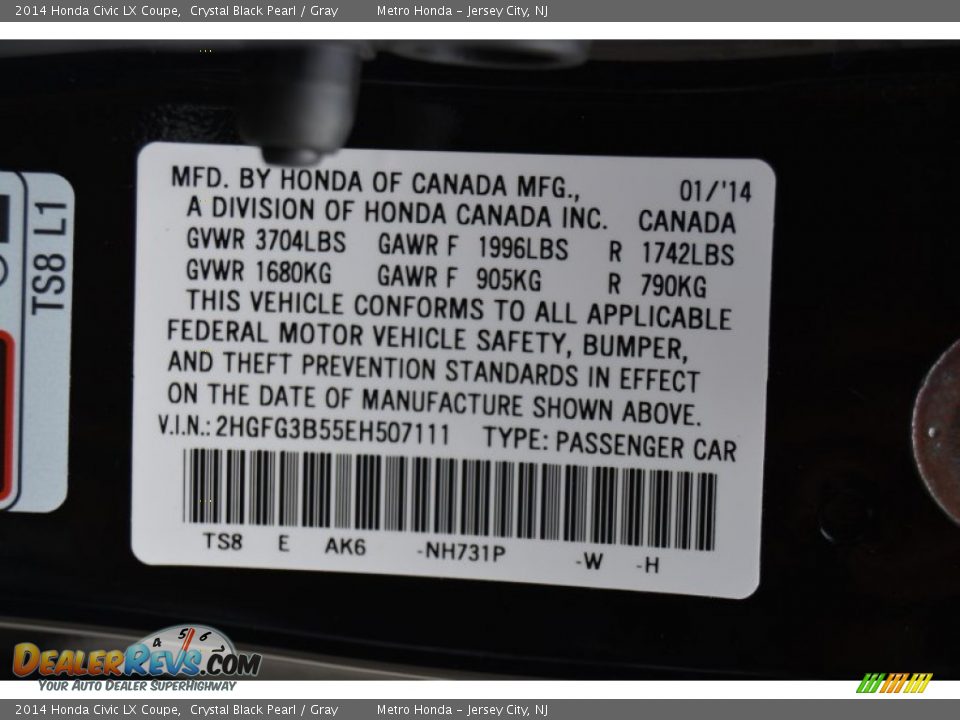 2014 Honda Civic LX Coupe, Crystal Black Pearl / Gray Metro Honda - Jersey City, NJ
TS8 L1
MFD. BY HONDA OF CANADA MFG., 01/'14
A DIVISION OF HONDA CANADA INC. CANADA
GVWR 3704LBS GAWR F 1996LBS R 1742LBS
GVWR 1680KG GAWR F 905KG R 790KG
THIS VEHICLE CONFORMS TO ALL APPLICABLE
FEDERAL MOTOR VEHICLE SAFETY, BUMPER,
AND THEFT PREVENTION STANDARDS IN EFFECT
ON THE DATE OF MANUFACTURE SHOWN ABOVE.
V.I.N.: 2HGFG3B55EH507111 TYPE: PASSENGER CAR
TS8 E AK6 -NH731P -W -H
4 5 6
DEALERREVS.COM
YOUR AUTO DEALER SUPERHIGHWAY
2014 Honda Civic LX Coupe, Crystal Black Pearl / Gray Metro Honda - Jersey City, NJ